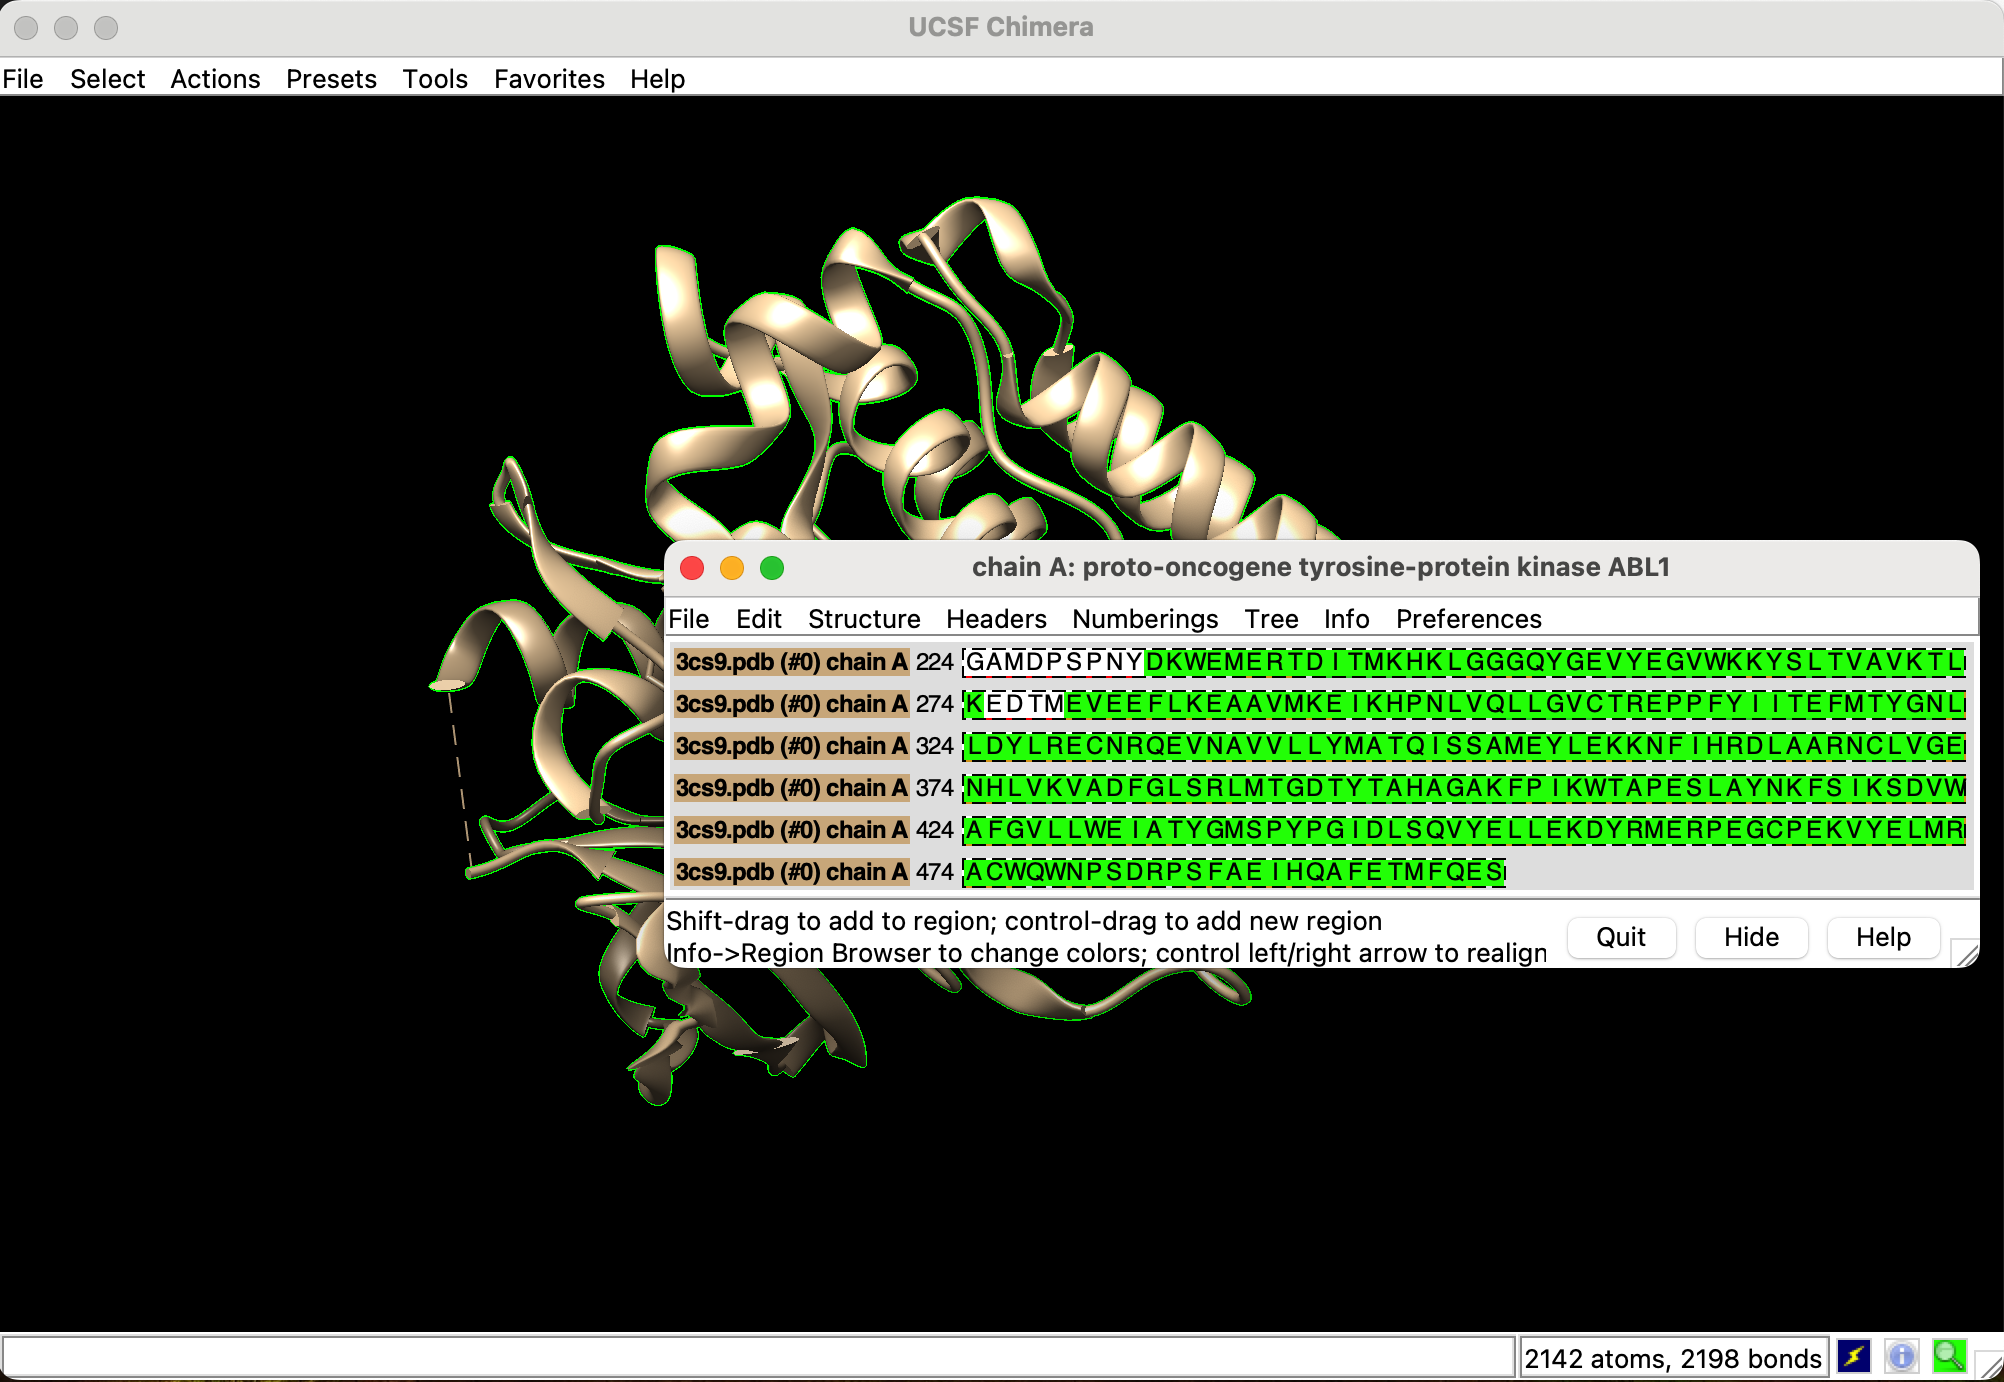 UCSF Chimera
File Select Actions Presets Tools Favorites Help
chain A: proto-oncogene tyrosine-protein kinase ABL1
File Edit Structure Headers Numberings Tree Info Preferences
3cs9.pdb (#0) chain A 224 GAMDPSPNYDKWEMERTDITMKHKLGGGQYGEVYEGVWKKYSLTVAVKTL
3cs9.pdb (#0) chain A 274 KEDTMEVEEFLKEAAVMKEIKHPNLVQLLGVCTREPPFYIITEFMTYGNL
3cs9.pdb (#0) chain A 324 LDYLRECNRQEVNAVVLLYMATQISSAMEYLEKKNFIHRDLAARNCLVGE
3cs9.pdb (#0) chain A 374 NHLVKVADFGLSRLMTGDTYTAHAGAKFPIKWTAPESLAYNKFSIKSDVW
3cs9.pdb (#0) chain A 424 AFGVLLWEIATYGMSPYPGIDLSQVYELLEKDYRMERPEGCPEKVYELMR
3cs9.pdb (#0) chain A 474 ACWQWNPSDRPSFAEIHQAFETMFQES
Shift-drag to add to region; control-drag to add new region
Info->Region Browser to change colors; control left/right arrow to realign
Quit Hide Help
2142 atoms, 2198 bonds